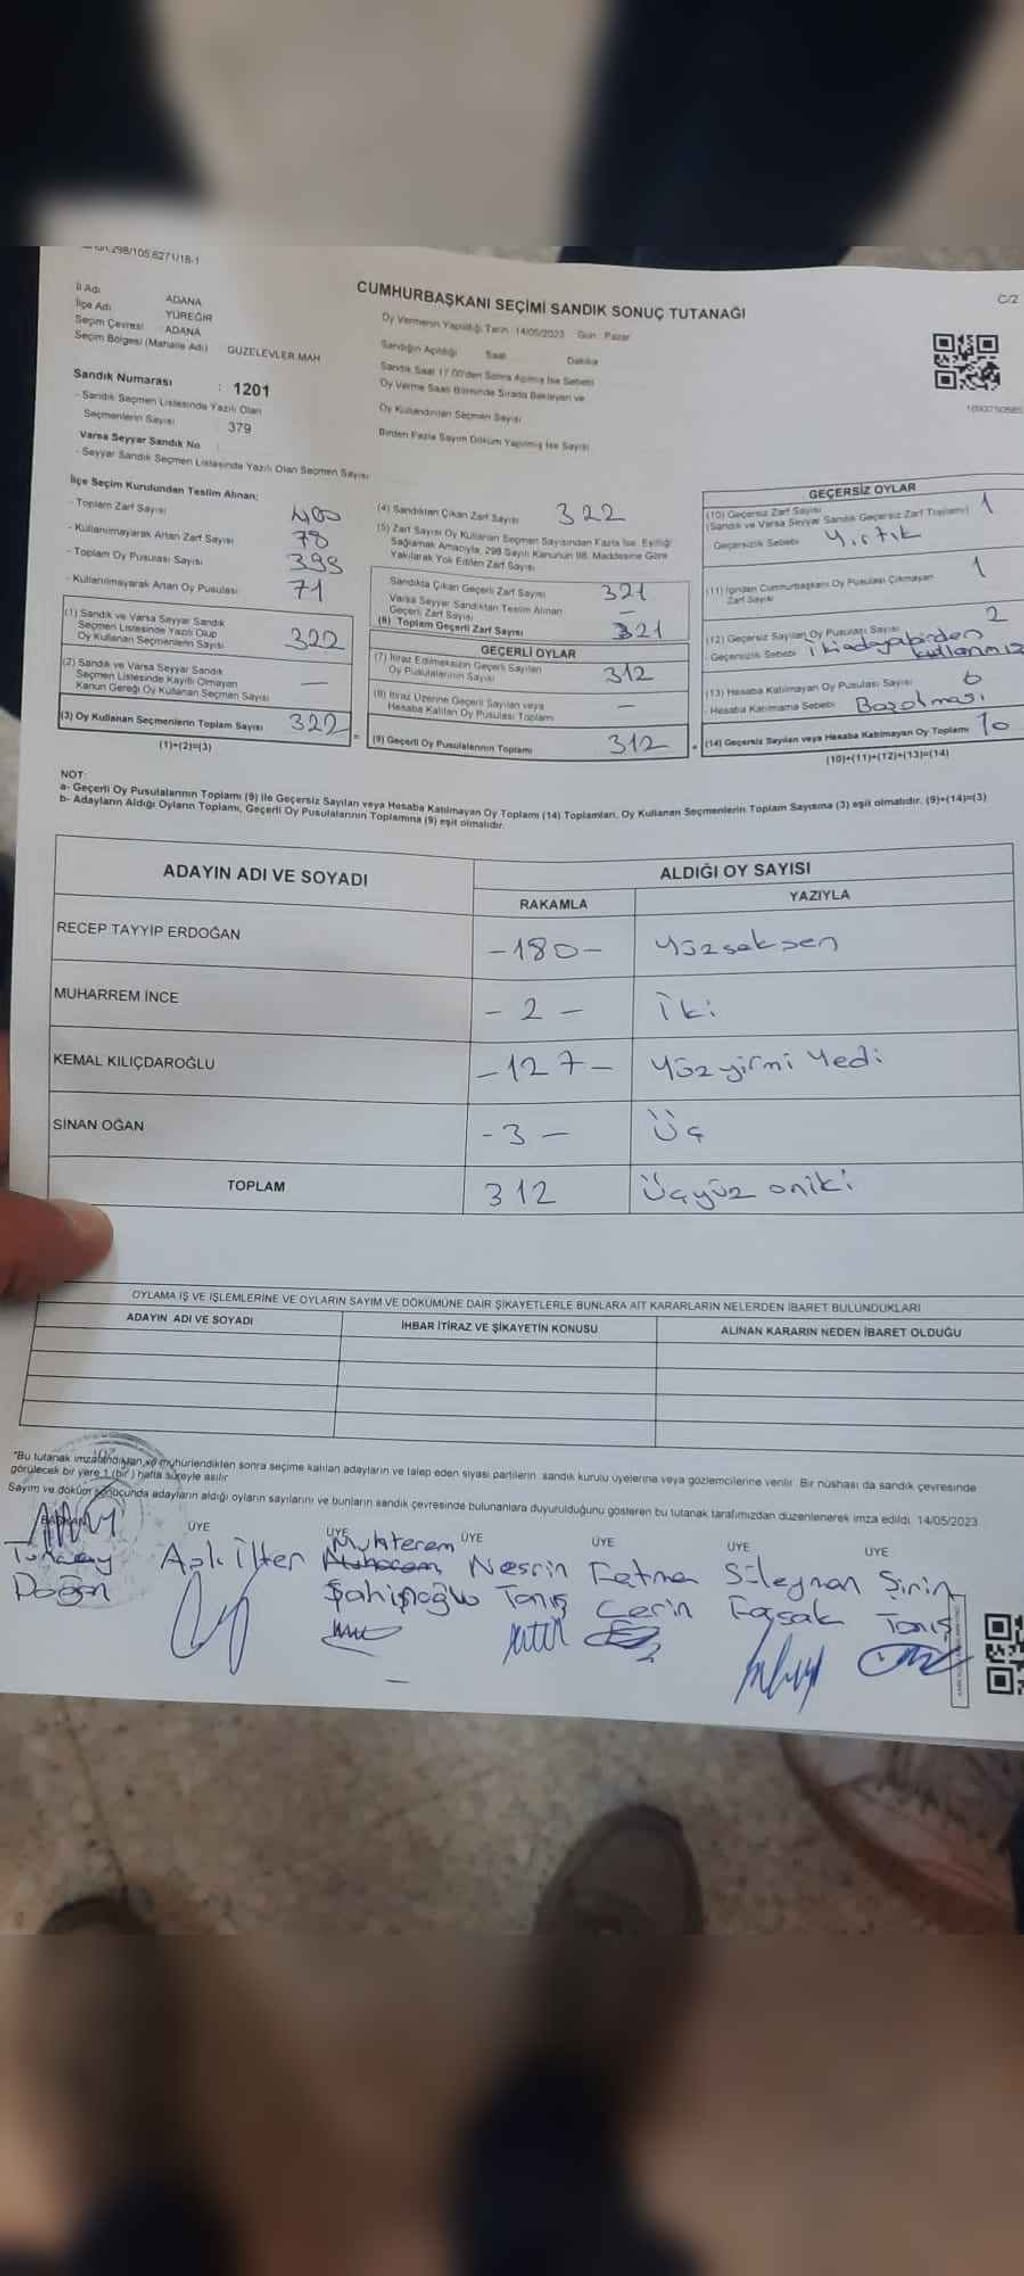 298/105.6271/18-1
C/2
CUMHURBAŞKANI SEÇİMİ SANDIK SONUÇ TUTANAĞI
İl Adı ADANA
İlçe Adı YÜREĞİR
Seçim Çevresi ADANA
Seçim Bölgesi (Mahalle Adı) GÜZELEVLER MAH
Sandık Numarası : 1201
- Sandık Seçmen Listesinde Yazılı Olan
Seçmenlerin Sayısı 379
Varsa Seyyar Sandık No
- Seyyar Sandık Seçmen Listesinde Yazılı Olan Seçmen Sayısı
Oy Vermenin Yapıldığı Tarih 14/05/2023 Gün Pazar
Sandığın Açıldığı Saat Dakika
Sandık Saat 17.00'den Sonra Açılmış İse Sebebi
Oy Verme Saati Bitiminde Sırada Bekleyen ve
Oy Kullandırılan Seçmen Sayısı
Birden Fazla Sayım Döküm Yapılmış İse Sayısı
İlçe Seçim Kurulundan Teslim Alınan:
- Toplam Zarf Sayısı 400
- Kullanılmayarak Artan Zarf Sayısı 78
- Toplam Oy Pusulası Sayısı 393
- Kullanılmayarak Artan Oy Pusulası 71
(1) Sandık ve Varsa Seyyar Sandık
Seçmen Listesinde Yazılı Olup
Oy Kullanan Seçmenlerin Sayısı 322
(2) Sandık ve Varsa Seyyar Sandık
Seçmen Listesinde Kayıtlı Olmayan
Kanun Gereği Oy Kullanan Seçmen Sayısı —
(3) Oy Kullanan Seçmenlerin Toplam Sayısı 322
(1)+(2)=(3)
(4) Sandıktan Çıkan Zarf Sayısı 322
(5) Zarf Sayısı Oy Kullanan Seçmen Sayısından Fazla İse, Eşitliği
Sağlamak Amacıyla, 298 Sayılı Kanunun 98. Maddesine Göre
Yakılarak Yok Edilen Zarf Sayısı
Sandıkta Çıkan Geçerli Zarf Sayısı 321
Varsa Seyyar Sandıktan Teslim Alınan
Geçerli Zarf Sayısı —
(6) Toplam Geçerli Zarf Sayısı 321
GEÇERLİ OYLAR
(7) İtiraz Edilmeksizin Geçerli Sayılan
Oy Pusulalarının Sayısı 312
(8) İtiraz Üzerine Geçerli Sayılan veya
Hesaba Katılan Oy Pusulası Toplamı —
(9) Geçerli Oy Pusulalarının Toplamı 312
GEÇERSİZ OYLAR
(10) Geçersiz Zarf Sayısı 1
(Sandık ve Varsa Seyyar Sandık Geçersiz Zarf Toplamı)
Geçersizlik Sebebi Yırtık
(11) İçinden Cumhurbaşkanı Oy Pusulası Çıkmayan 1
Zarf Sayısı
(12) Geçersiz Sayılan Oy Pusulası Sayısı 2
- Geçersizlik Sebebi iki adaya birden
kullanımız
(13) Hesaba Katılmayan Oy Pusulası Sayısı 6
- Hesaba Katılmama Sebebi Bozolması
(14) Geçersiz Sayılan veya Hesaba Katılmayan Oy Toplamı 10
(10)+(11)+(12)+(13)=(14)
NOT:
a- Geçerli Oy Pusulalarının Toplamı (9) ile Geçersiz Sayılan veya Hesaba Katılmayan Oy Toplamı (14) Toplamları, Oy Kullanan Seçmenlerin Toplam Sayısına (3) eşit olmalıdır. (9)+(14)=(3)
b- Adayların Aldığı Oyların Toplamı, Geçerli Oy Pusulalarının Toplamına (9) eşit olmalıdır.
ADAYIN ADI VE SOYADI ALDIĞI OY SAYISI
RAKAMLA YAZIYLA
RECEP TAYYİP ERDOĞAN -180- Yüzseksen
MUHARREM İNCE - 2 - İki
KEMAL KILIÇDAROĞLU -127- Yüz yirmi Yedi
SİNAN OĞAN -3- Üç
TOPLAM 312 Üçyüz oniki
OYLAMA İŞ VE İŞLEMLERİNE VE OYLARIN SAYIM VE DÖKÜMÜNE DAİR ŞİKAYETLERLE BUNLARA AİT KARARLARIN NELERDEN İBARET BULUNDUKLARI
ADAYIN ADI VE SOYADI İHBAR İTİRAZ VE ŞİKAYETİN KONUSU ALINAN KARARIN NEDEN İBARET OLDUĞU
"Bu tutanak imzalandıktan ve mühürlendikten sonra seçime katılan adayların ve talep eden siyasi partilerin sandık kurulu üyelerine veya gözlemcilerine verilir. Bir nüshası da sandık çevresinde
görülecek bir yere 1 (bir) hafta süreyle asılır.
Sayım ve döküm sonucunda adayların aldığı oyların sayılarını ve bunların sandık çevresinde bulunanlara duyurulduğunu gösteren bu tutanak tarafımızdan düzenlenerek imza edildi. 14/05/2023
BAŞKAN ÜYE ÜYE ÜYE ÜYE ÜYE ÜYE
Tuncay Aslı İlter Muhterem Nesrin Fatma Süleyman Şirin
Doğan Şahinoğlu Tanış Çerin Tanış